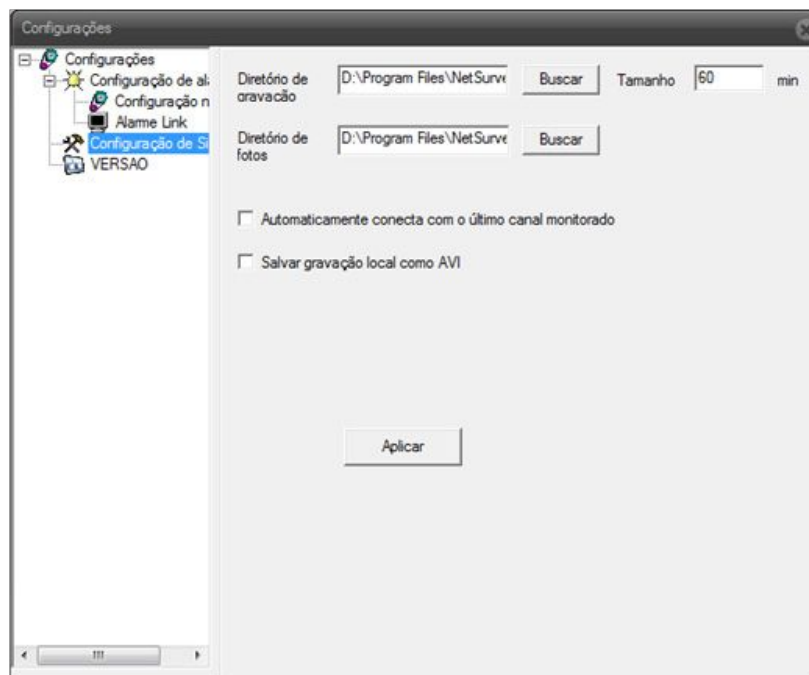 Configurações
Configurações
Configuração de al
Configuração n
Alarme Link
Configuração de Si
VERSAO
Diretório de gravacão
D:\Program Files\NetSurve
Buscar
Tamanho
60
min
Diretório de fotos
D:\Program Files\NetSurve
Buscar
Automaticamente conecta com o último canal monitorado
Salvar gravação local como AVI
Aplicar